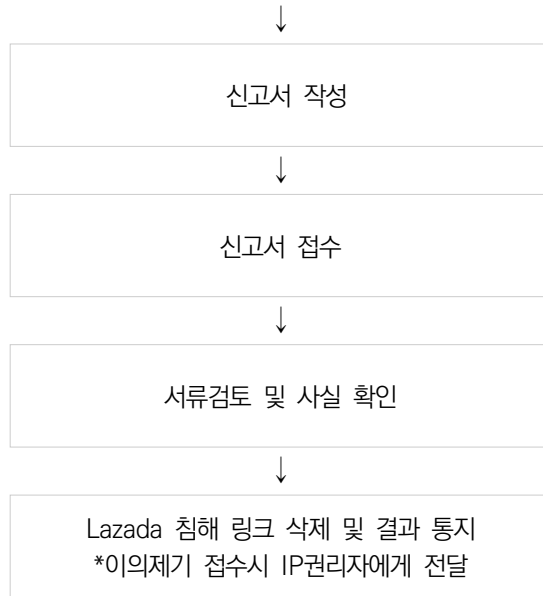 ↓
신고서 작성
↓
신고서 접수
↓
서류검토 및 사실 확인
↓
Lazada 침해 링크 삭제 및 결과 통지
*이의제기 접수시 IP권리자에게 전달